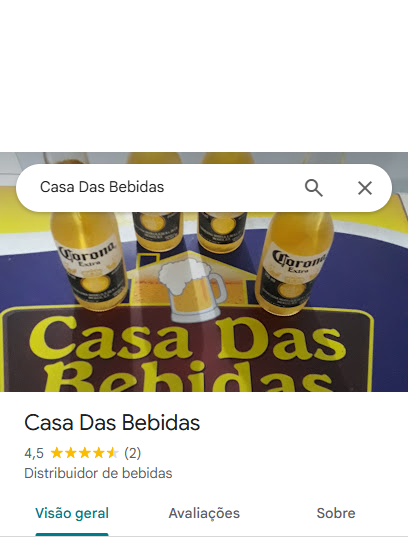 Casa Das Bebidas
Corona
Extra
Corona
Extra
Casa Das
Bebidas
Casa Das Bebidas
4,5 (2)
Distribuidor de bebidas
Visão geral Avaliações Sobre